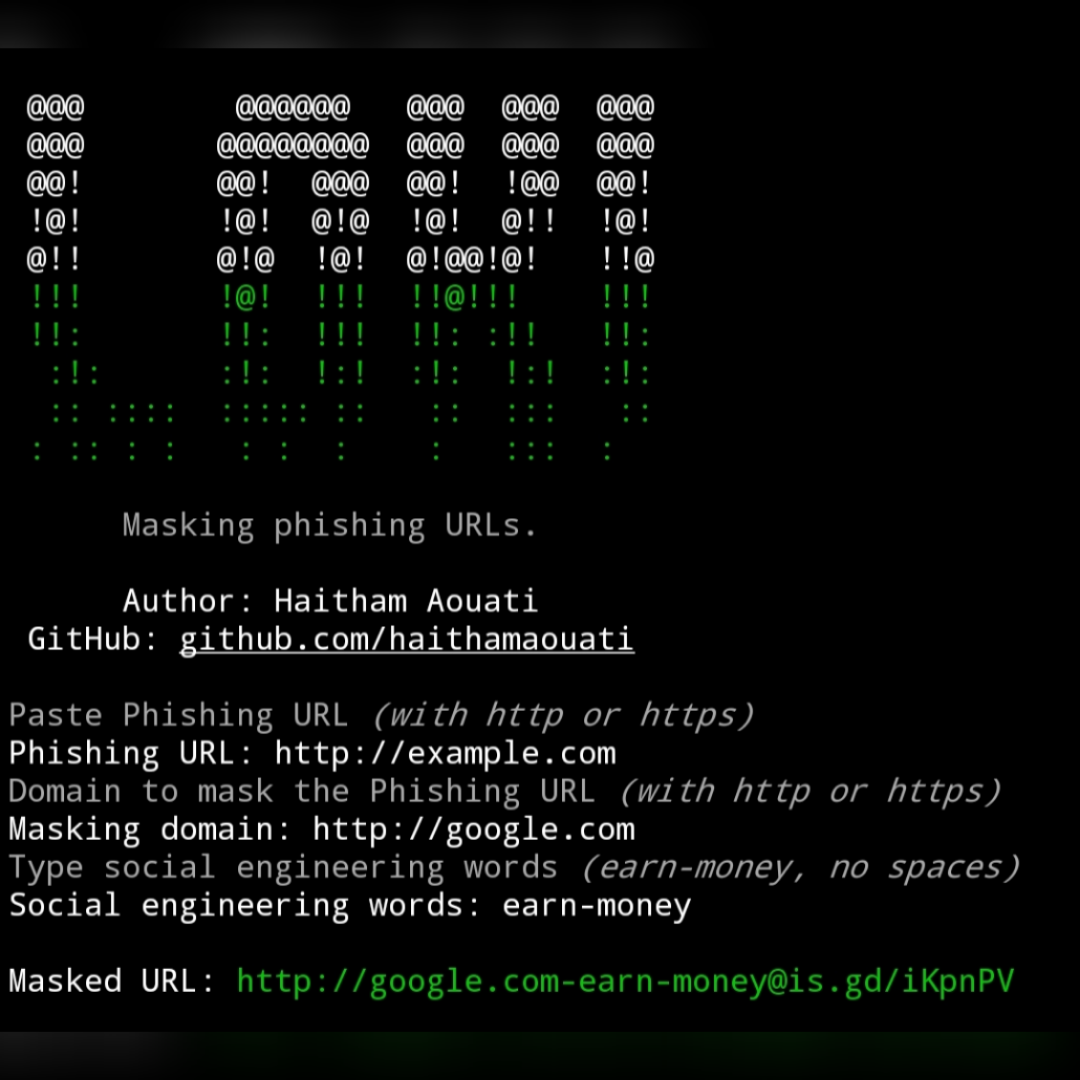 @@@        @@@@@@   @@@  @@@  @@@
@@@       @@@@@@@@  @@@  @@@  @@@
@@!       @@!  @@@  @@!  !@@  @@!
!@!       !@!  @!@  !@!  @!!  !@!
@!!       @!@  !@!  @!@@!@!   !!@
!!!       !@!  !!!  !!@!!!    !!!
!!:       !!:  !!!  !!: :!!   !!:
 :!:      :!:  !:!  :!:  !:!  :!:
 :: ::::  ::::: ::   ::  :::   ::
: :: : :   : :  :    :   :::  :
Masking phishing URLs.
Author: Haitham Aouati
GitHub: github.com/haithamaouati
Paste Phishing URL (with http or https)
Phishing URL: http://example.com
Domain to mask the Phishing URL (with http or https)
Masking domain: http://google.com
Type social engineering words (earn-money, no spaces)
Social engineering words: earn-money
Masked URL: http://google.com-earn-money@is.gd/iKpnPV